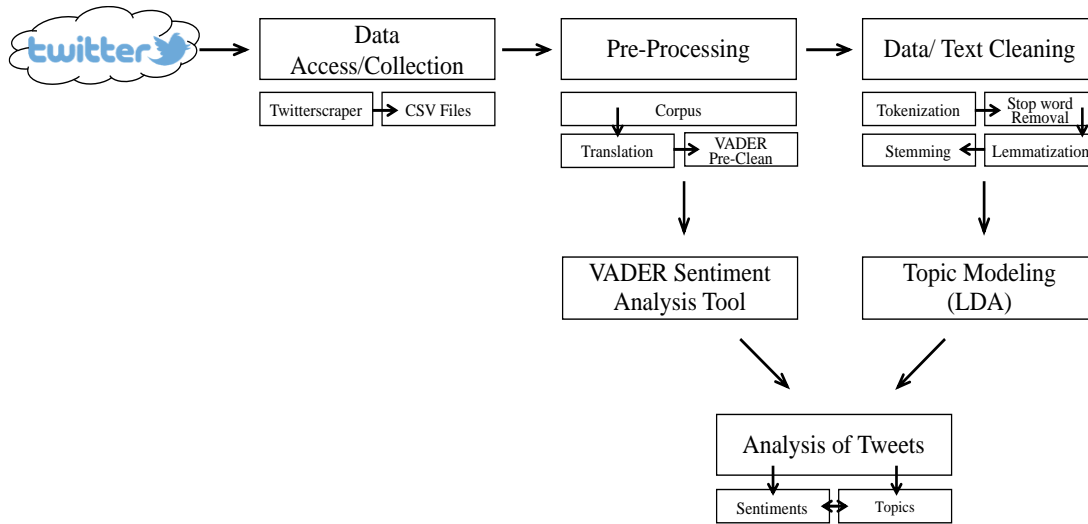 twitter
Data
Access/Collection
Pre-Processing
Data/ Text Cleaning
Twitterscraper
CSV Files
Corpus
Translation
VADER
Pre-Clean
Tokenization
Stop word
Removal
Stemming
Lemmatization
VADER Sentiment
Analysis Tool
Topic Modeling
(LDA)
Analysis of Tweets
Sentiments
Topics